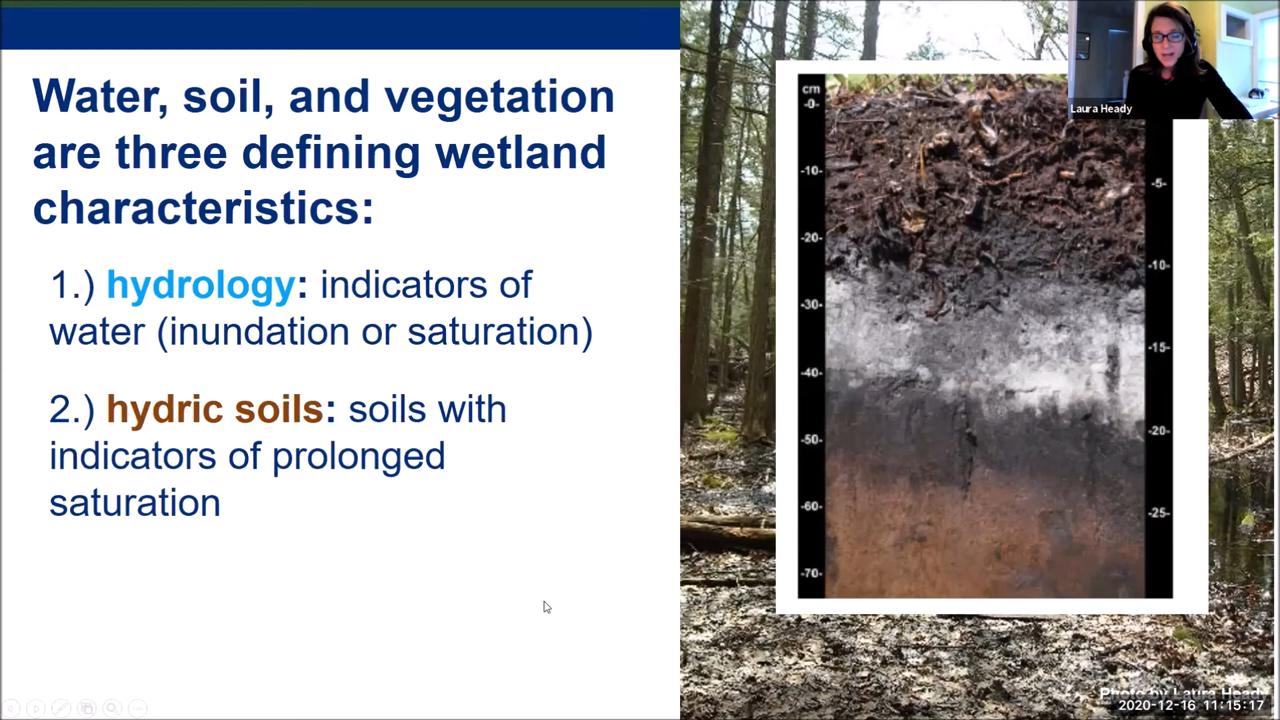 Water, soil, and vegetation
are three defining wetland
characteristics:
1.) hydrology: indicators of
water (inundation or saturation)
2.) hydric soils: soils with
indicators of prolonged
saturation
cm
-0-
-10-
-20-
-30-
-40-
-50-
-60-
-70-
-5-
-10-
-15-
-20-
-25-
Laura Heady
Photo by Laura Heady
2020-12-16 11:15:17